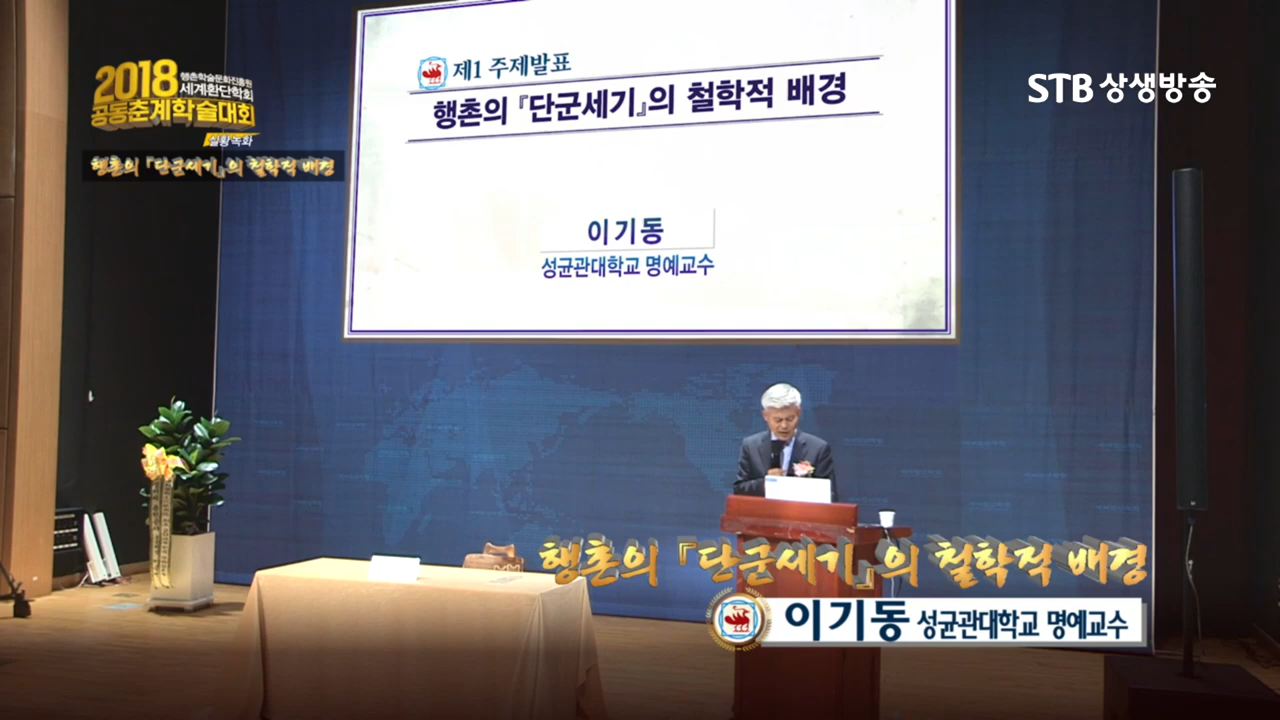 2018
행촌학술문화진흥원
세계환단학회
공동춘계학술대회
실황녹화
행촌의 『단군세기』의 철학적 배경
STB 상생방송
제1 주제발표
행촌의 『단군세기』의 철학적 배경
이기동
성균관대학교 명예교수
행촌의 『단군세기』의 철학적 배경
이기동 성균관대학교 명예교수